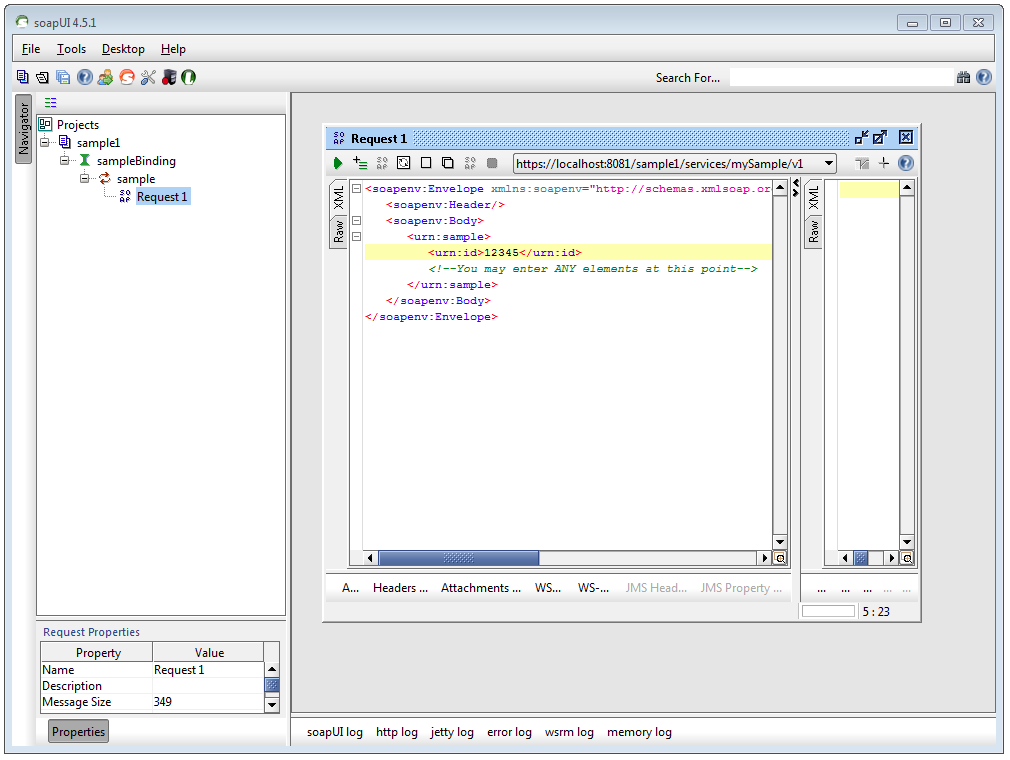 soapUI 4.5.1
File Tools Desktop Help
Search For...
Navigator
Projects
sample1
sampleBinding
sample
Request 1
Request 1
https://localhost:8081/sample1/services/mySample/v1
XML
Raw
<soapenv:Envelope xmlns:soapenv="http://schemas.xmlsoap.or
<soapenv:Header/>
<soapenv:Body>
<urn:sample>
<urn:id>12345</urn:id>
<!--You may enter ANY elements at this point-->
</urn:sample>
</soapenv:Body>
</soapenv:Envelope>
XML
Raw
A... Headers ... Attachments ... WS... WS-... JMS Head... JMS Property ...
... ... ... ... ...
5 : 23
Request Properties
Property Value
Name Request 1
Description
Message Size 349
Properties
soapUI log http log jetty log error log wsrm log memory log